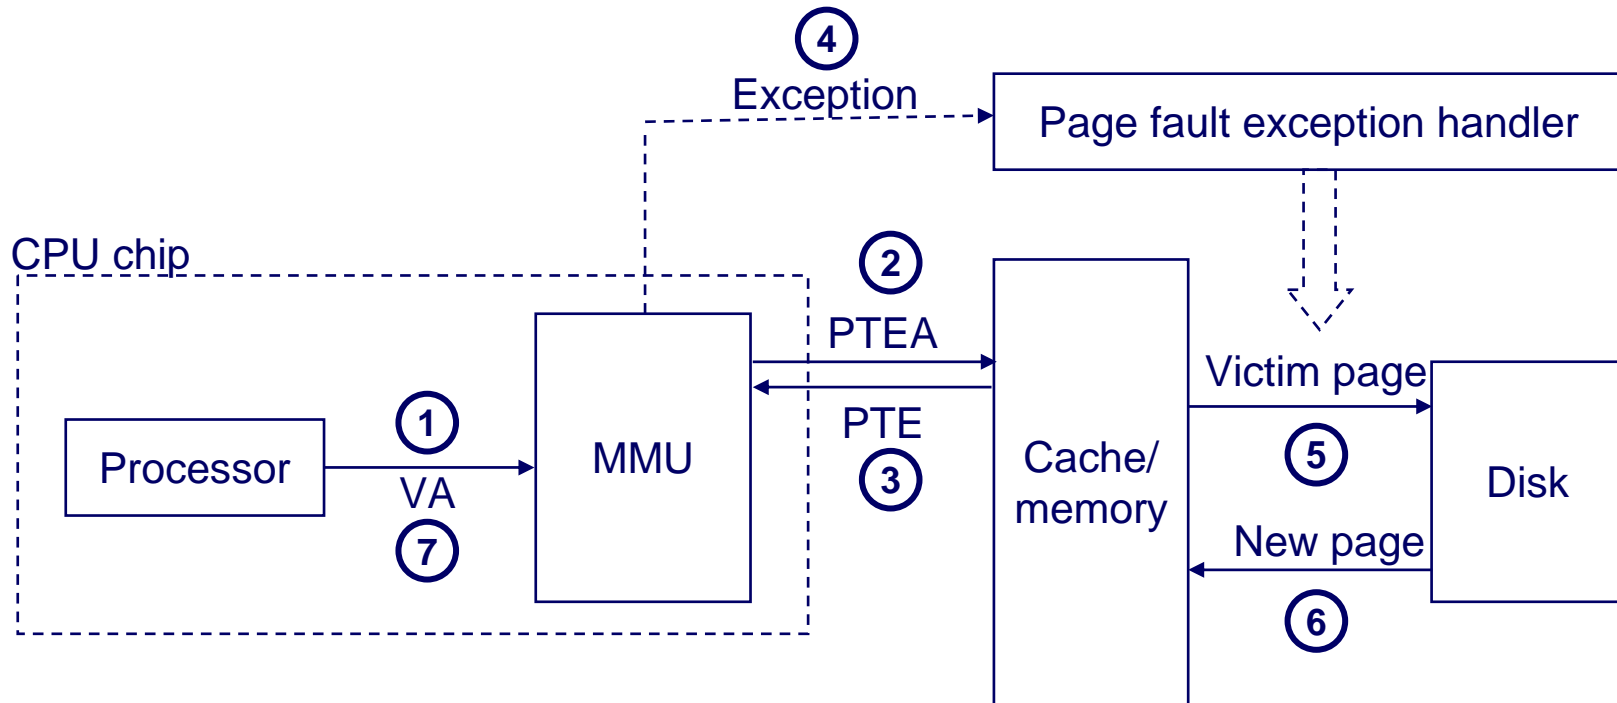 4
Exception
Page fault exception handler
CPU chip
2
PTEA
Victim page
1
Processor
MMU
PTE
Cache/
memory
5
Disk
VA
3
7
New page
6